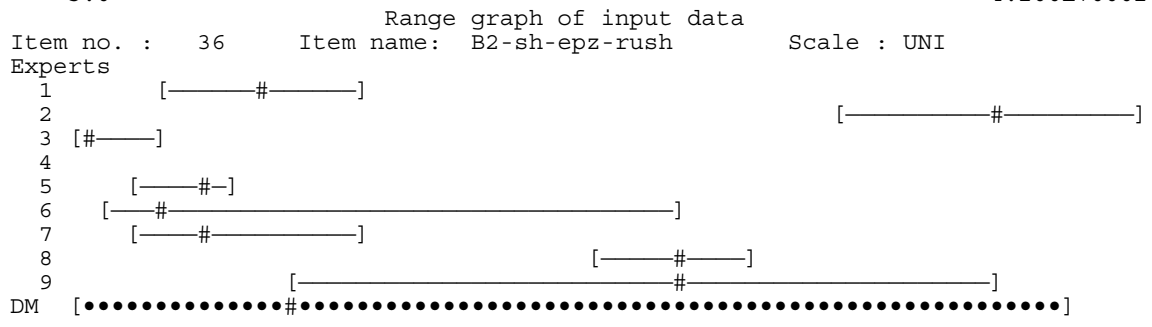 Range graph of input data
Item no. :   36     Item name:  B2-sh-epz-rush        Scale : UNI
Experts
  1         [———————#———————]
  2                                                          [———————————#——————————]
  3  [#————]
  4
  5       [—————#—]
  6     [————#———————————————————————————————————————]
  7       [—————#———————————]
  8                                        [——————#—————]
  9                  [——————————————————————————#——————————————————————]
DM   [••••••••••••••#••••••••••••••••••••••••••••••••••••••••••••••••••••••]